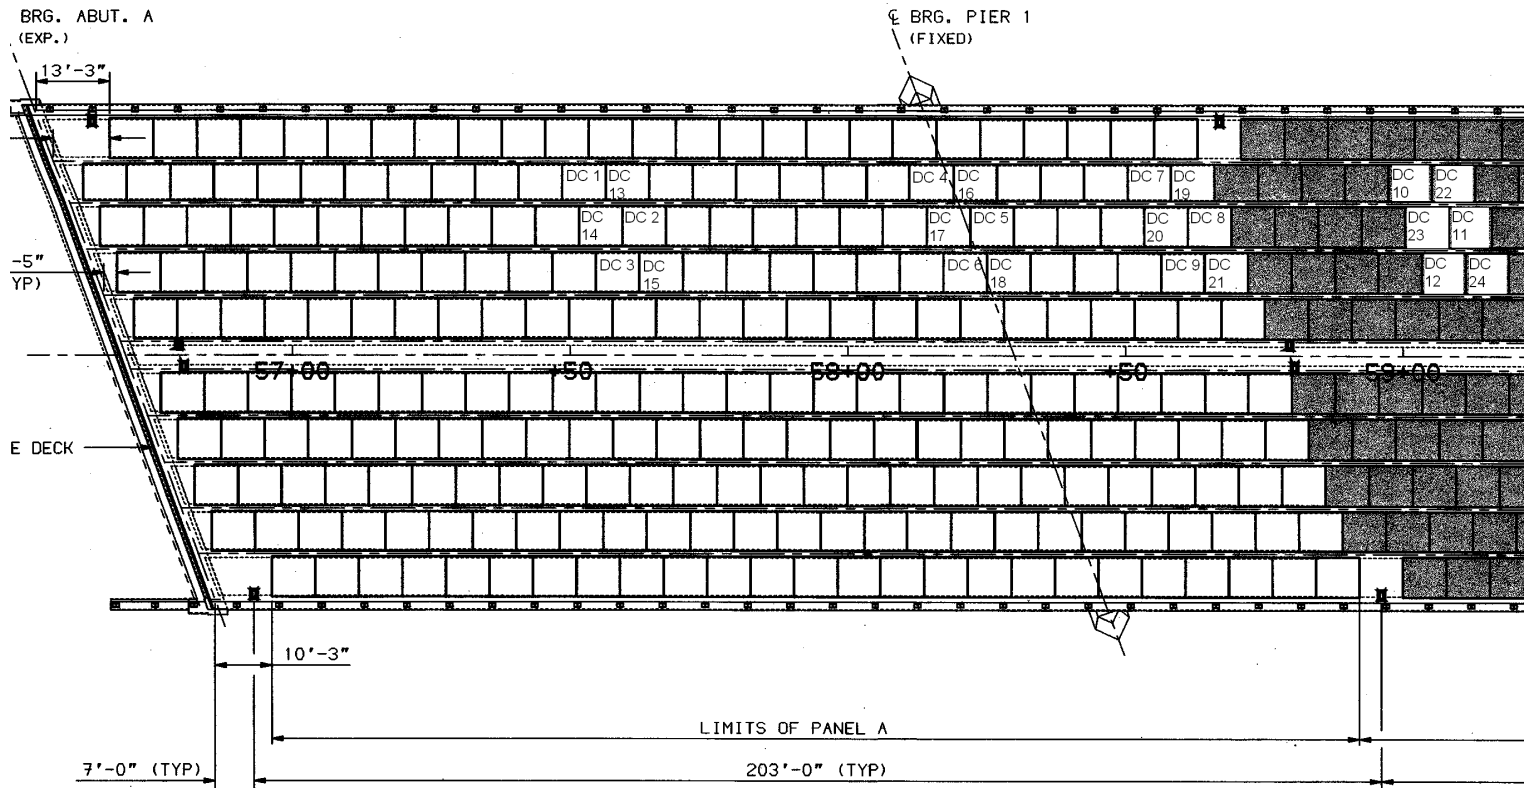 BRG. ABUT. A
(EXP.)
℄ BRG. PIER 1
(FIXED)
13'-3"
DC 1
DC 13
DC 4
DC 16
DC 7
DC 19
DC 10
DC 22
DC 14
DC 2
DC 17
DC 5
DC 20
DC 8
DC 23
DC 11
-5"
YP)
DC 3
DC 15
DC 6
DC 18
DC 9
DC 21
DC 12
DC 24
57+00
+50
58+00
+50
59+00
E DECK
10'-3"
LIMITS OF PANEL A
7'-0" (TYP)
203'-0" (TYP)